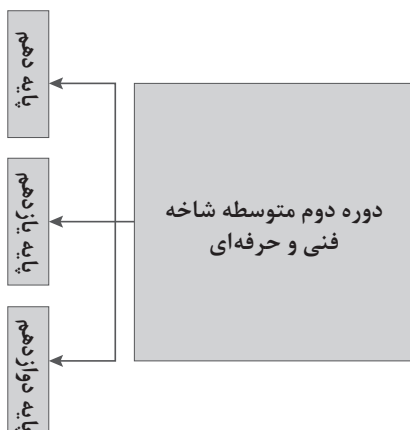 دوره دوم متوسطه شاخه
فنی و حرفه‌ای
پایه دهم
پایه یازدهم
پایه دوازدهم